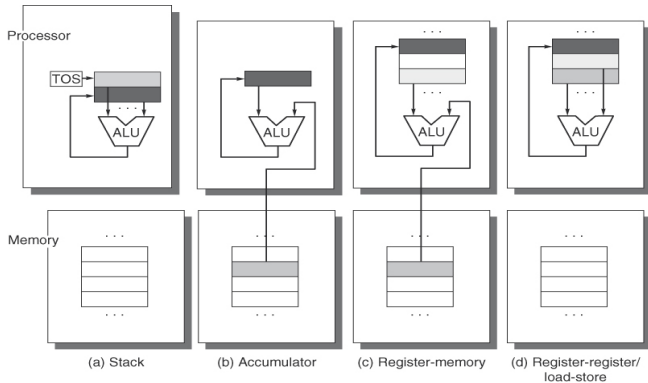 Processor
TOS
. . .
ALU
ALU
. . .
. . .
ALU
. . .
. . .
ALU
Memory
. . .
. . .
. . .
. . .
. . .
. . .
. . .
. . .
(a) Stack
(b) Accumulator
(c) Register-memory
(d) Register-register/
load-store